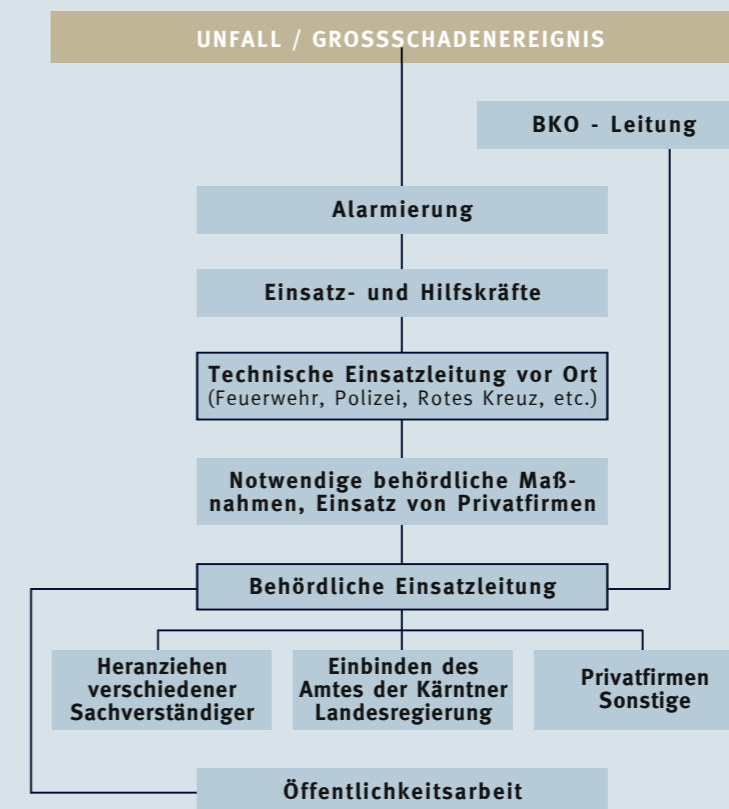 UNFALL / GROSSSCHADENEREIGNIS
BKO - Leitung
Alarmierung
Einsatz- und Hilfskräfte
Technische Einsatzleitung vor Ort
(Feuerwehr, Polizei, Rotes Kreuz, etc.)
Notwendige behördliche Maß-
nahmen, Einsatz von Privatfirmen
Behördliche Einsatzleitung
Heranziehen
verschiedener
Sachverständiger
Einbinden des
Amtes der Kärntner
Landesregierung
Privatfirmen
Sonstige
Öffentlichkeitsarbeit